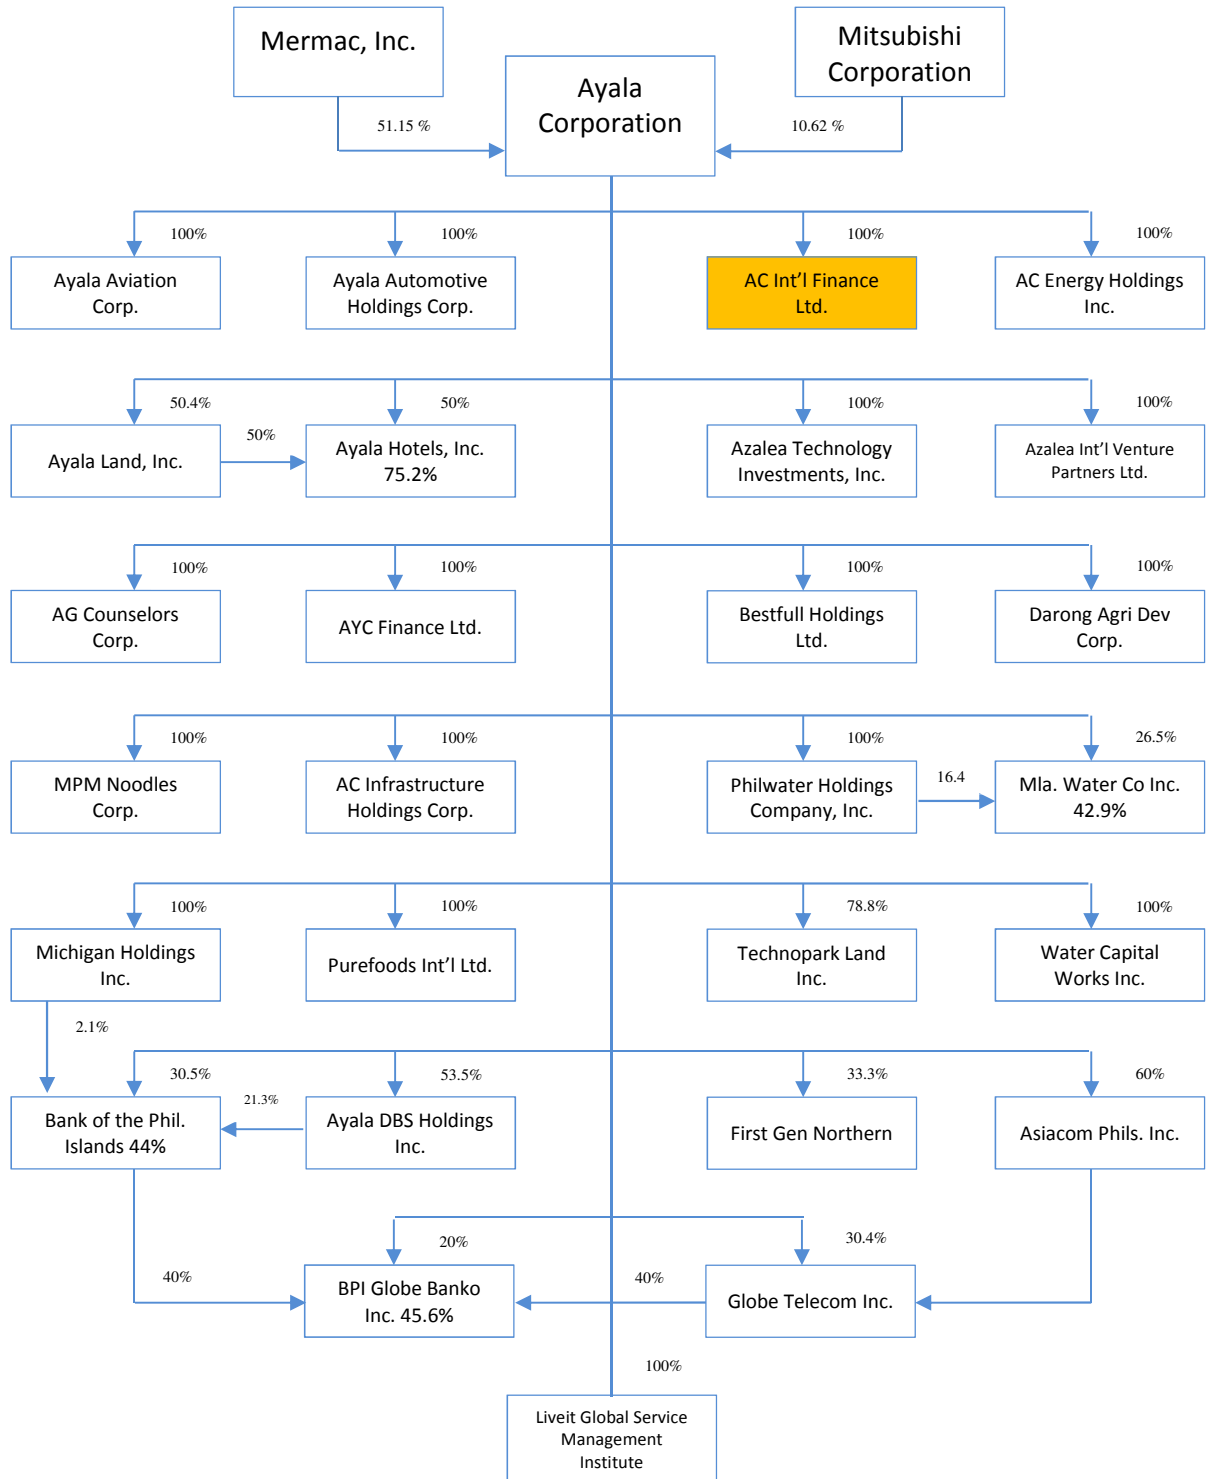 Mermac, Inc.
Mitsubishi
Corporation
Ayala
Corporation
51.15 %
10.62 %
100%
100%
100%
100%
Ayala Aviation
Corp.
Ayala Automotive
Holdings Corp.
AC Int’l Finance
Ltd.
AC Energy Holdings
Inc.
50.4%
50%
100%
100%
50%
Ayala Land, Inc.
Ayala Hotels, Inc.
75.2%
Azalea Technology
Investments, Inc.
Azalea Int’l Venture
Partners Ltd.
100%
100%
100%
100%
AG Counselors
Corp.
AYC Finance Ltd.
Bestfull Holdings
Ltd.
Darong Agri Dev
Corp.
100%
100%
100%
26.5%
MPM Noodles
Corp.
AC Infrastructure
Holdings Corp.
Philwater Holdings
Company, Inc.
16.4
Mla. Water Co Inc.
42.9%
100%
100%
78.8%
100%
Michigan Holdings
Inc.
Purefoods Int’l Ltd.
Technopark Land
Inc.
Water Capital
Works Inc.
2.1%
30.5%
53.5%
33.3%
60%
21.3%
Bank of the Phil.
Islands 44%
Ayala DBS Holdings
Inc.
First Gen Northern
Asiacom Phils. Inc.
20%
30.4%
40%
40%
BPI Globe Banko
Inc. 45.6%
Globe Telecom Inc.
100%
Liveit Global Service
Management
Institute